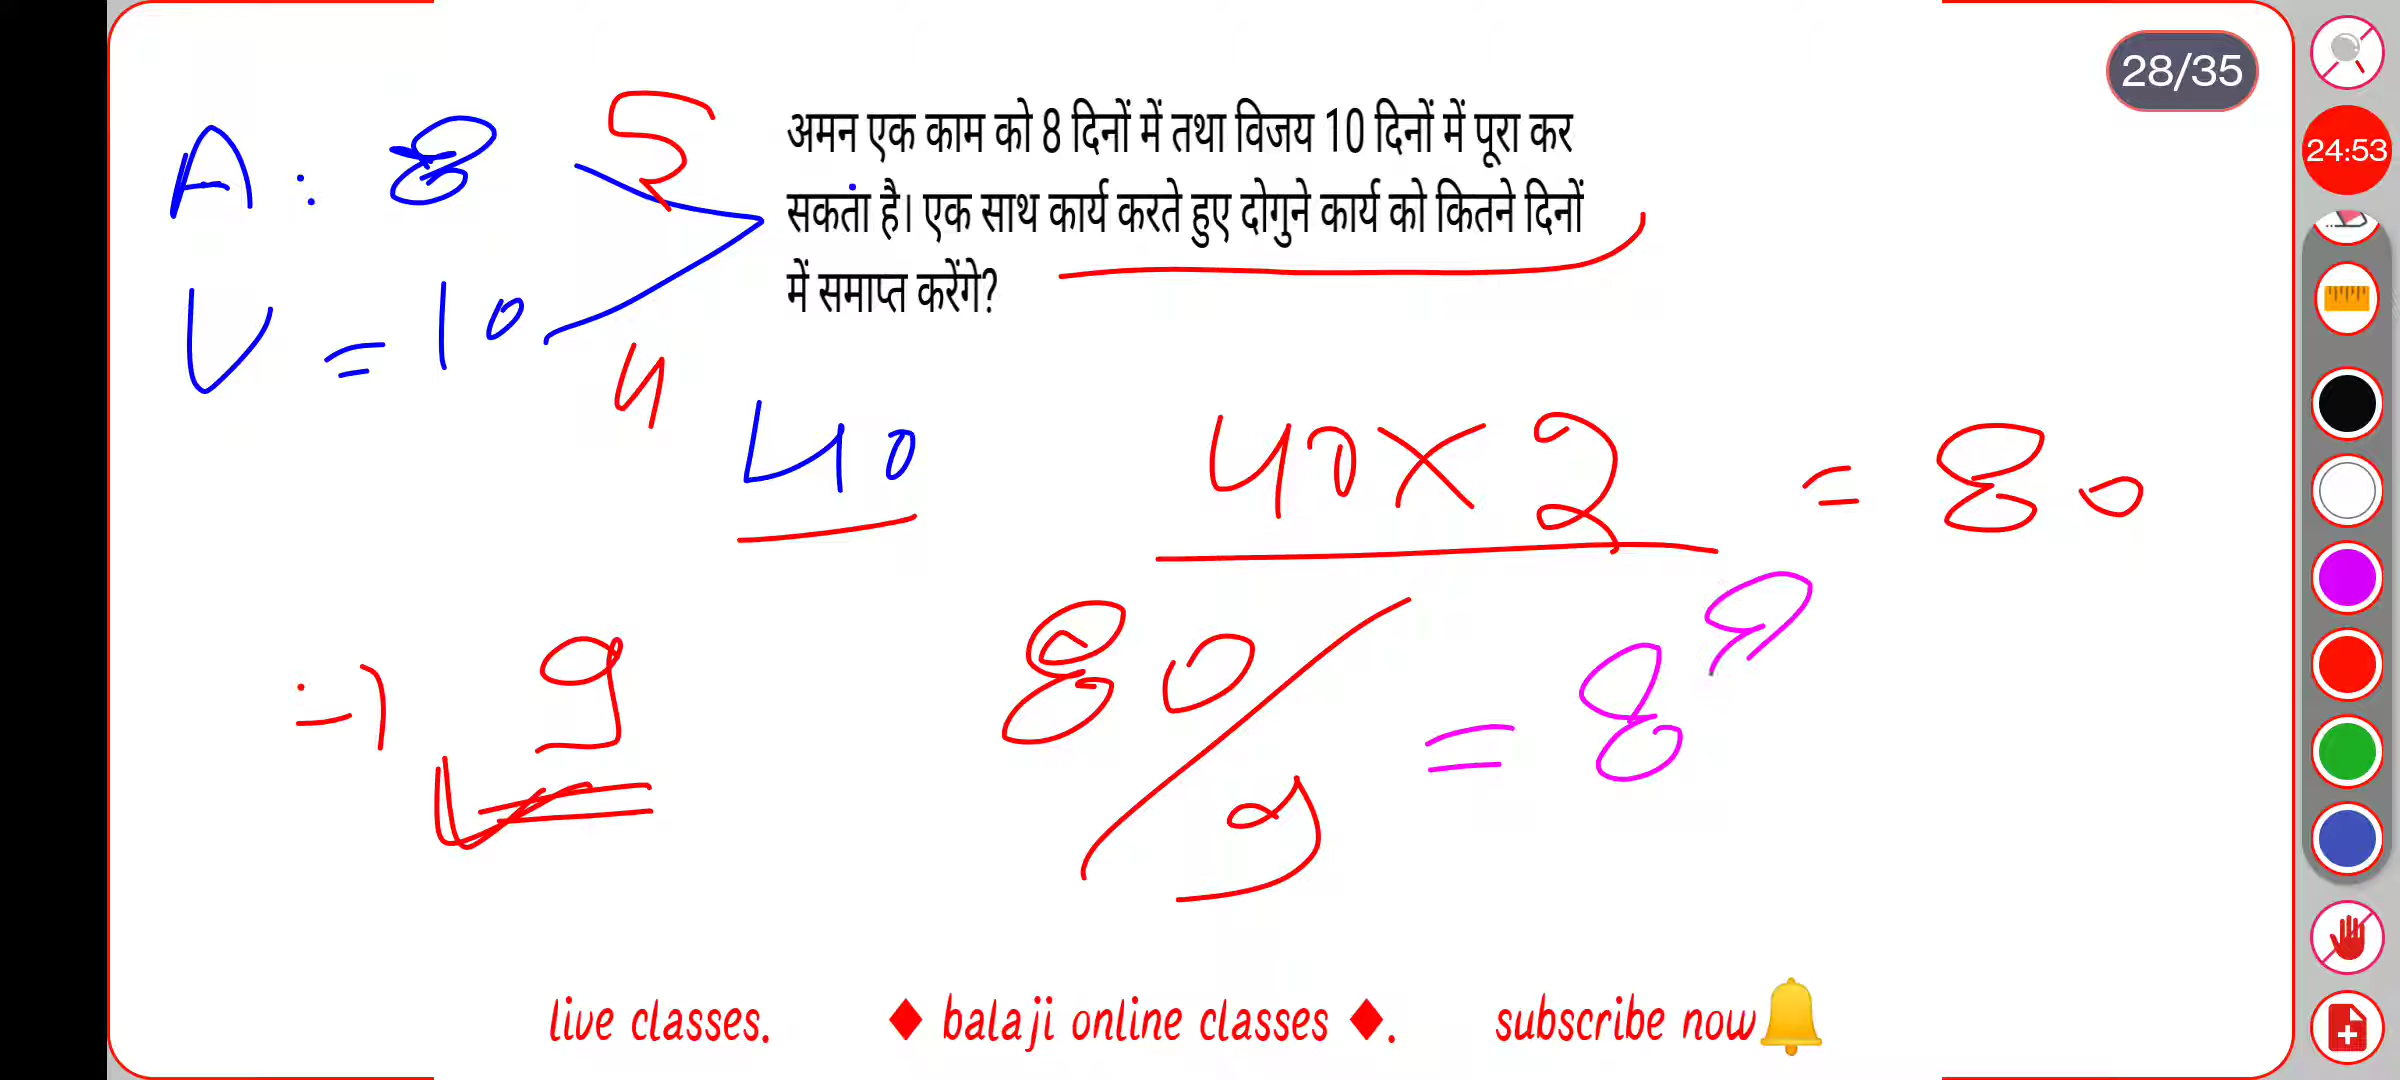 28/35
24:53
अमन एक काम को 8 दिनों में तथा विजय 10 दिनों में पूरा कर
सकता है। एक साथ कार्य करते हुए दोगुने कार्य को कितने दिनों
में समाप्त करेंगे?
A : 8 5
V = 10 4
40
40 x 2 = 80
9
80/9 = 8
live classes. ♦ balaji online classes ♦. subscribe now